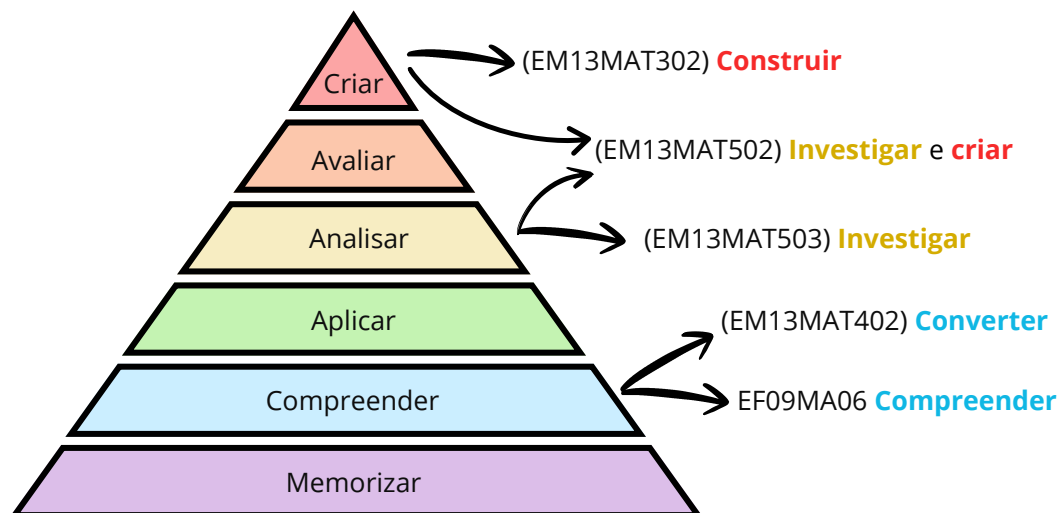 Criar
(EM13MAT302) Construir
Avaliar
(EM13MAT502) Investigar e criar
Analisar
(EM13MAT503) Investigar
Aplicar
(EM13MAT402) Converter
Compreender
EF09MA06 Compreender
Memorizar